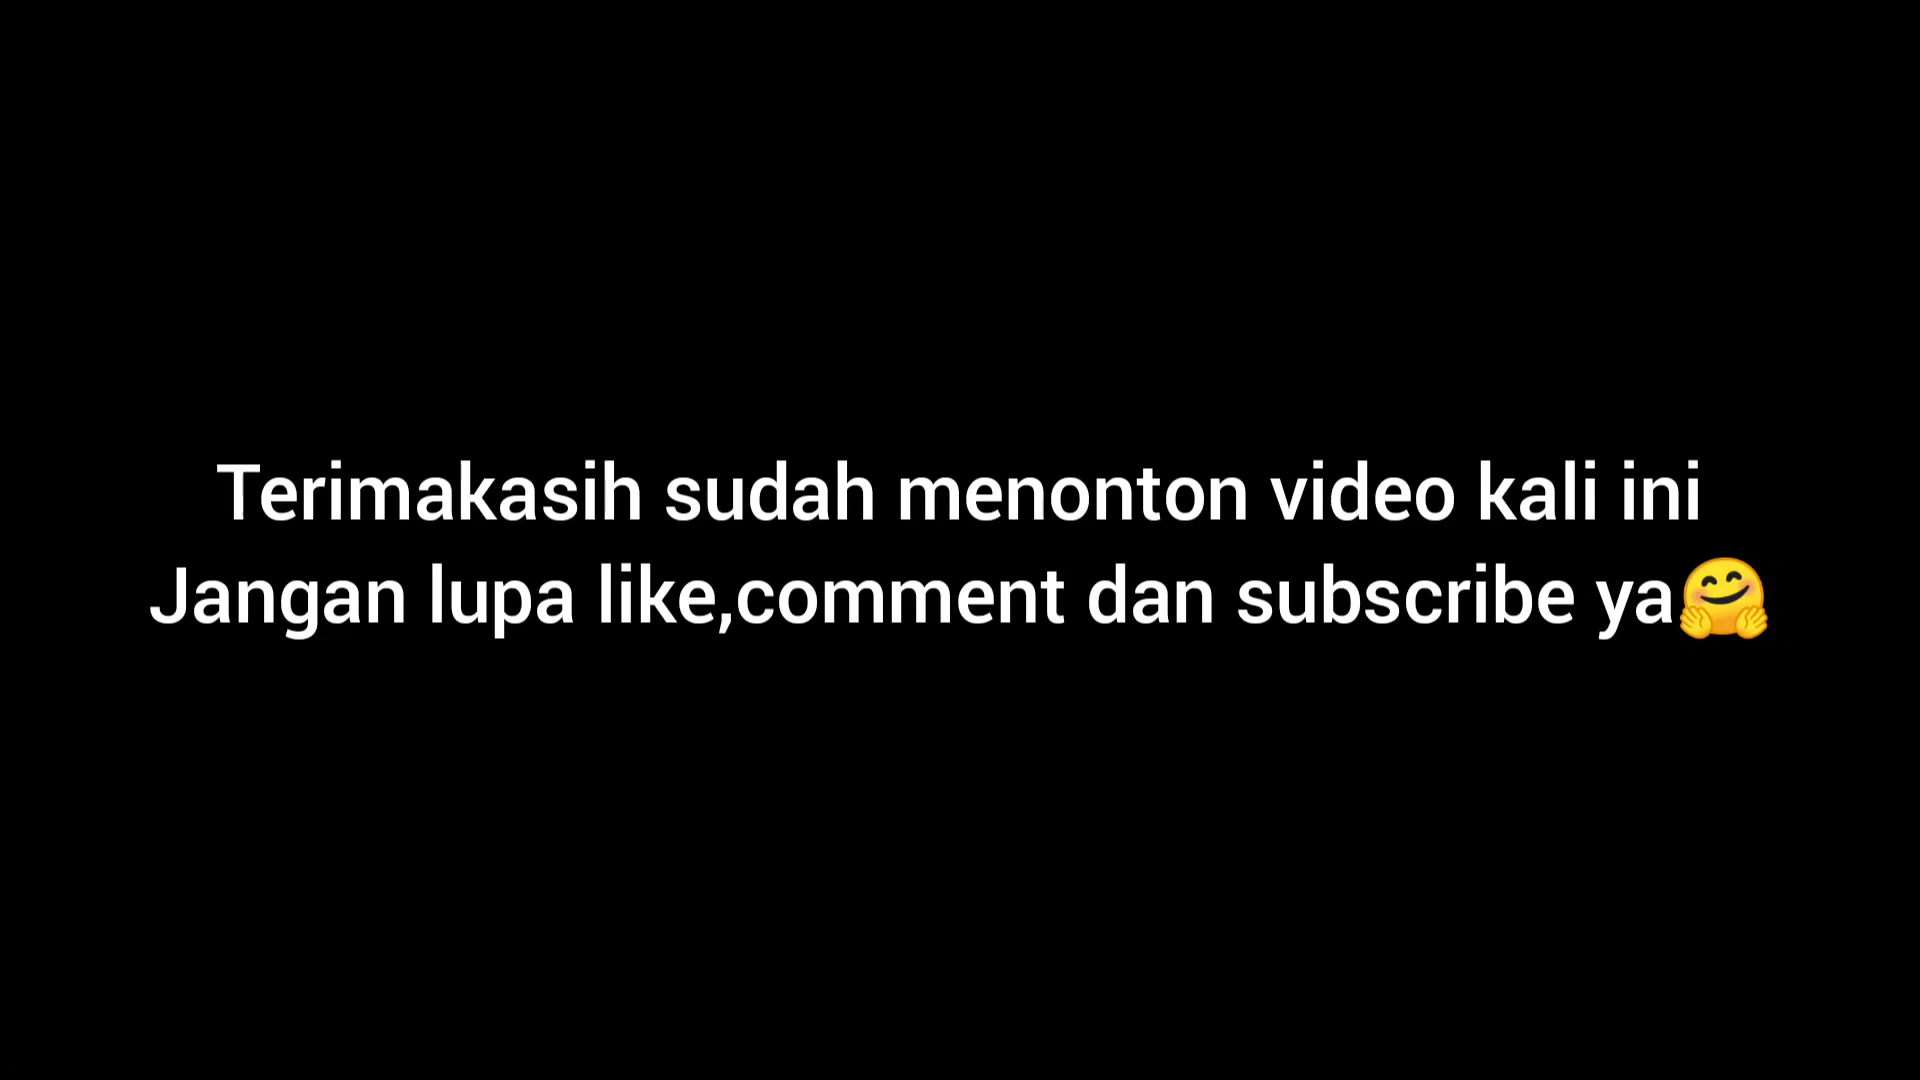 Terimakasih sudah menonton video kali ini
Jangan lupa like,comment dan subscribe ya🤗